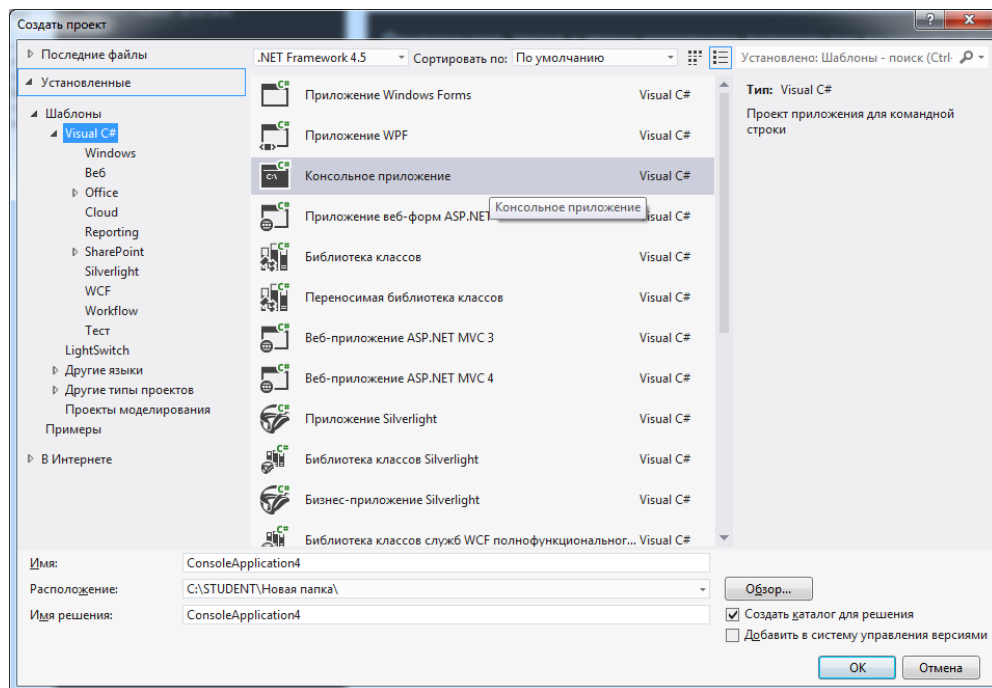 Создать проект
Последние файлы
Установленные
Шаблоны
Visual C#
Windows
Веб
Office
Cloud
Reporting
SharePoint
Silverlight
WCF
Workflow
Тест
LightSwitch
Другие языки
Другие типы проектов
Проекты моделирования
Примеры
В Интернете
.NET Framework 4.5 Сортировать по: По умолчанию
Приложение Windows Forms Visual C#
Приложение WPF Visual C#
Консольное приложение Visual C#
Консольное приложение
Приложение веб-форм ASP.NET Visual C#
Библиотека классов Visual C#
Переносимая библиотека классов Visual C#
Веб-приложение ASP.NET MVC 3 Visual C#
Веб-приложение ASP.NET MVC 4 Visual C#
Приложение Silverlight Visual C#
Библиотека классов Silverlight Visual C#
Бизнес-приложение Silverlight Visual C#
Библиотека классов служб WCF полнофункциональног... Visual C#
Установлено: Шаблоны - поиск (Ctrl-
Тип: Visual C#
Проект приложения для командной
строки
Имя: ConsoleApplication4
Расположение: C:\STUDENT\Новая папка\
Обзор...
Имя решения: ConsoleApplication4
Создать каталог для решения
Добавить в систему управления версиями
OK Отмена